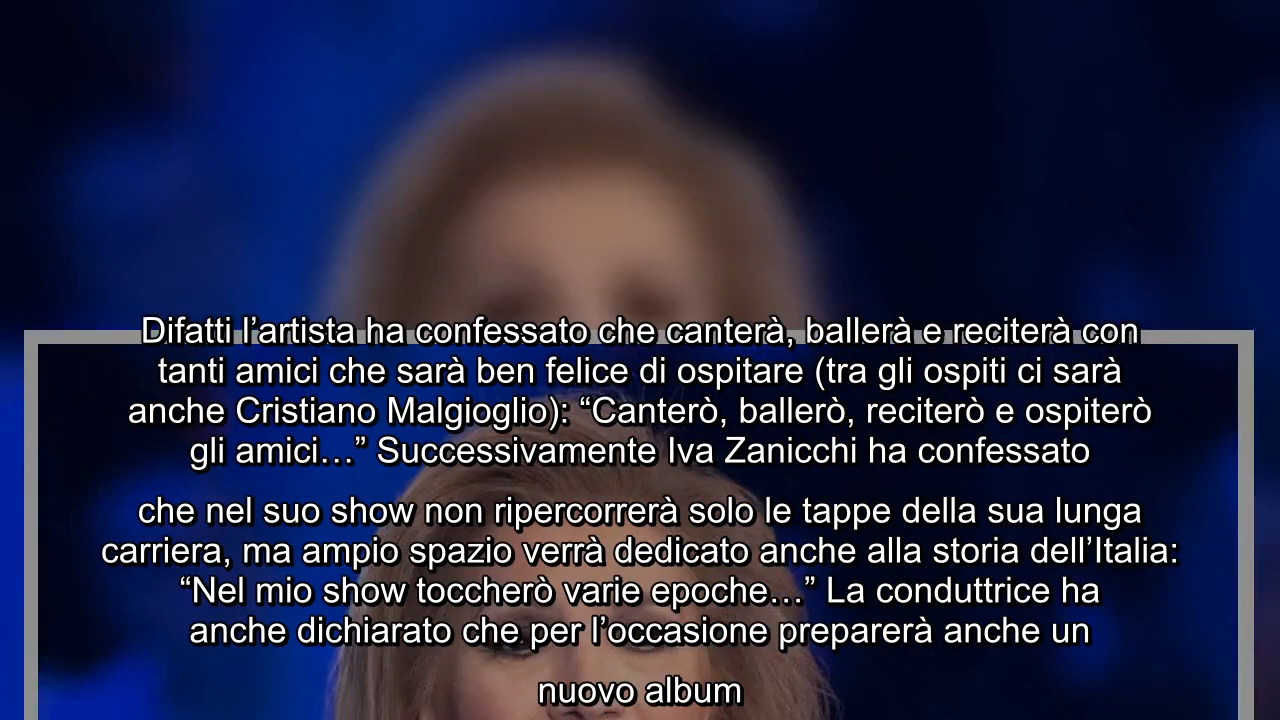 Difatti l’artista ha confessato che canterà, ballerà e reciterà con
tanti amici che sarà ben felice di ospitare (tra gli ospiti ci sarà
anche Cristiano Malgioglio): “Canterò, ballerò, reciterò e ospiterò
gli amici…” Successivamente Iva Zanicchi ha confessato
che nel suo show non ripercorrerà solo le tappe della sua lunga
carriera, ma ampio spazio verrà dedicato anche alla storia dell’Italia:
“Nel mio show toccherò varie epoche…” La conduttrice ha
anche dichiarato che per l’occasione preparerà anche un
nuovo album